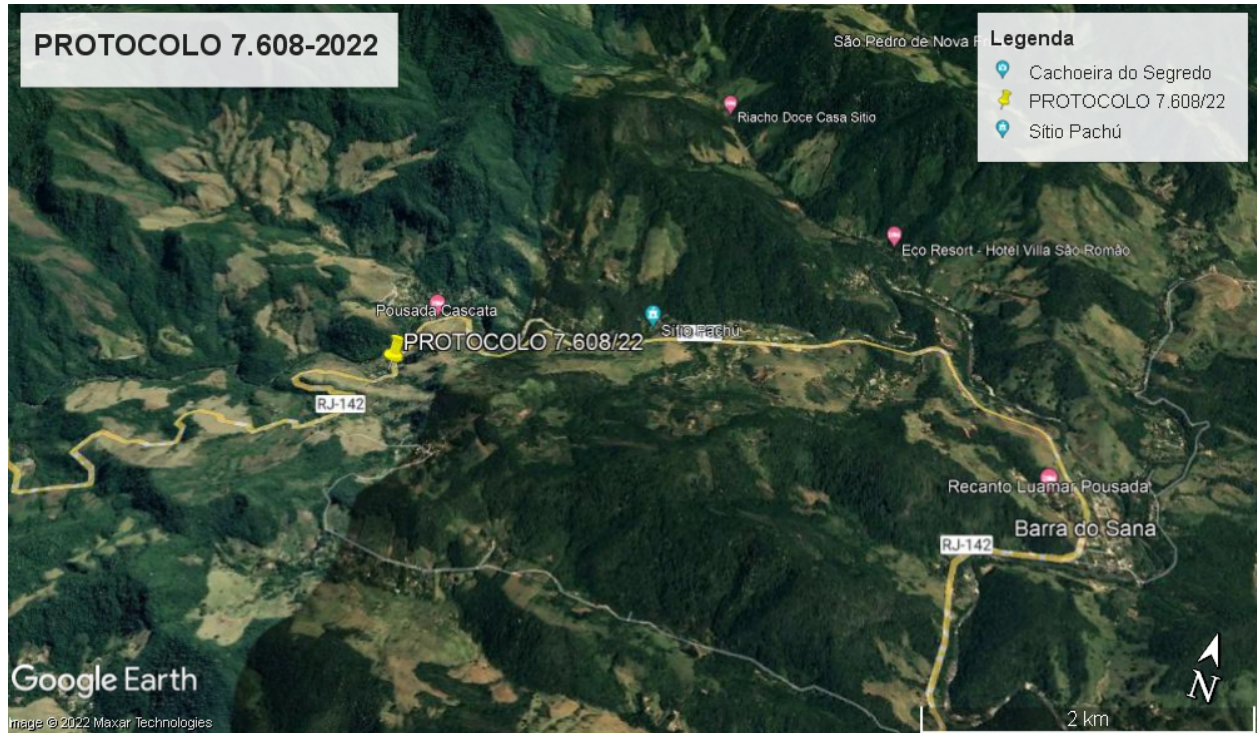 PROTOCOLO 7.608-2022
São Pedro de Nova Fr
Legenda
Cachoeira do Segredo
PROTOCOLO 7.608/22
Sítio Pachú
Riacho Doce Casa Sitio
Eco Resort - Hotel Villa São Romão
Pousada Cascata
Sítio Pachú
PROTOCOLO 7.608/22
RJ-142
Recanto Luamar Pousada
Barra do Sana
RJ-142
Google Earth
Image © 2022 Maxar Technologies
N
2 km